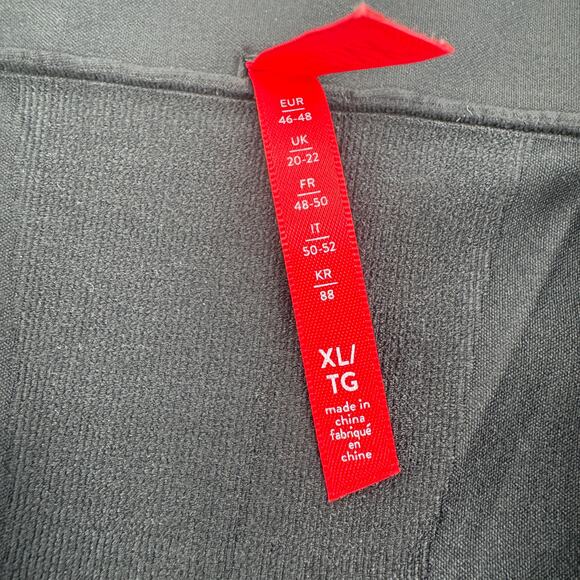 EUR
46-48
UK
20-22
FR
48-50
IT
50-52
KR
88
XL/
TG
made in
china
fabriqué
en
chine